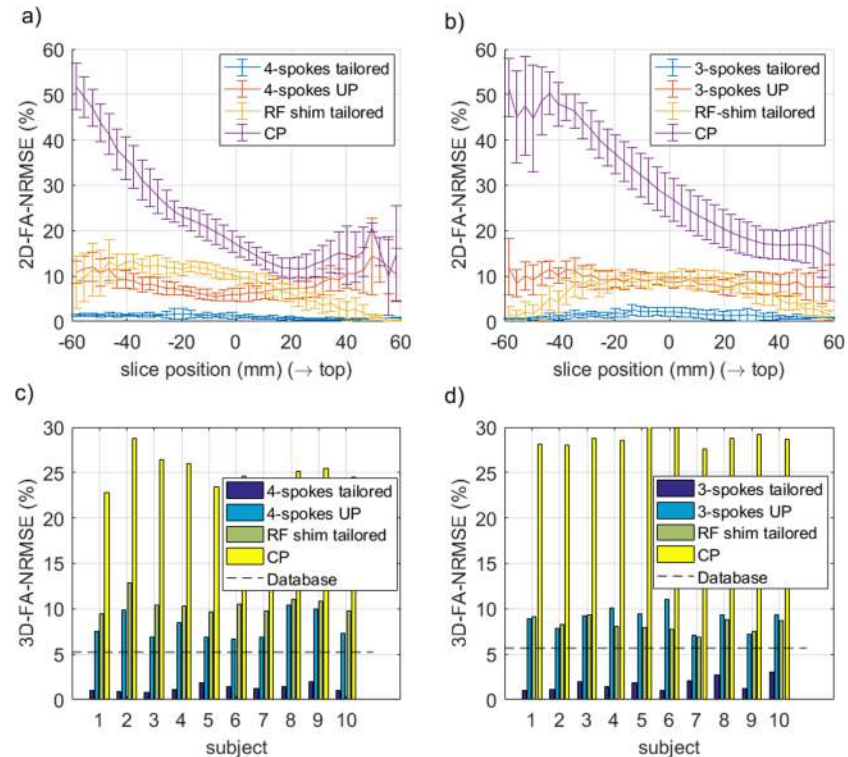 a)
60
50
40
30
20
10
0
2D-FA-NRMSE (%)
4-spokes tailored
4-spokes UP
RF shim tailored
CP
-60 -40 -20 0 20 40 60
slice position (mm) (→ top)
b)
60
50
40
30
20
10
0
2D-FA-NRMSE (%)
3-spokes tailored
3-spokes UP
RF-shim tailored
CP
-60 -40 -20 0 20 40 60
slice position (mm) (→ top)
c)
30
25
20
15
10
5
0
3D-FA-NRMSE (%)
4-spokes tailored
4-spokes UP
RF shim tailored
CP
Database
1 2 3 4 5 6 7 8 9 10
subject
d)
30
25
20
15
10
5
0
3D-FA-NRMSE (%)
3-spokes tailored
3-spokes UP
RF shim tailored
CP
Database
1 2 3 4 5 6 7 8 9 10
subject